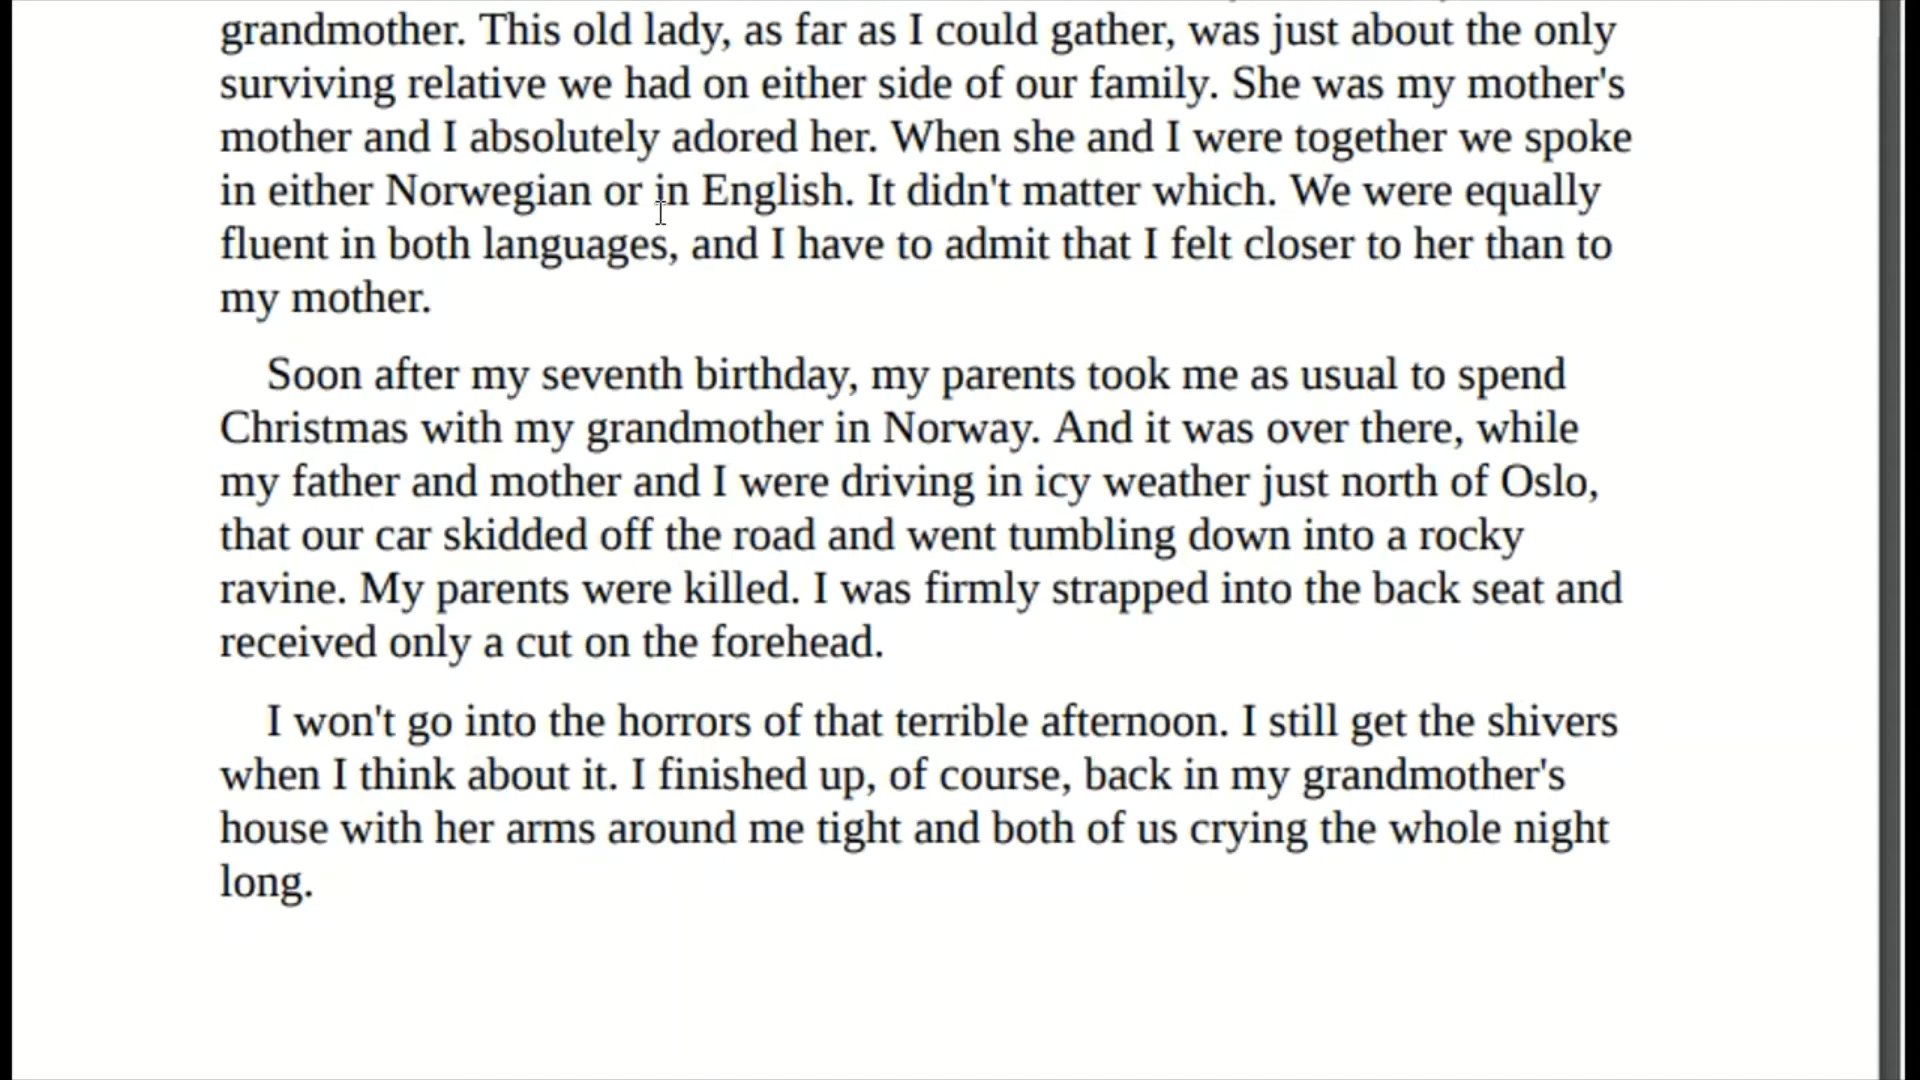 grandmother. This old lady, as far as I could gather, was just about the only
surviving relative we had on either side of our family. She was my mother's
mother and I absolutely adored her. When she and I were together we spoke
in either Norwegian or in English. It didn't matter which. We were equally
fluent in both languages, and I have to admit that I felt closer to her than to
my mother.
Soon after my seventh birthday, my parents took me as usual to spend
Christmas with my grandmother in Norway. And it was over there, while
my father and mother and I were driving in icy weather just north of Oslo,
that our car skidded off the road and went tumbling down into a rocky
ravine. My parents were killed. I was firmly strapped into the back seat and
received only a cut on the forehead.
I won't go into the horrors of that terrible afternoon. I still get the shivers
when I think about it. I finished up, of course, back in my grandmother's
house with her arms around me tight and both of us crying the whole night
long.